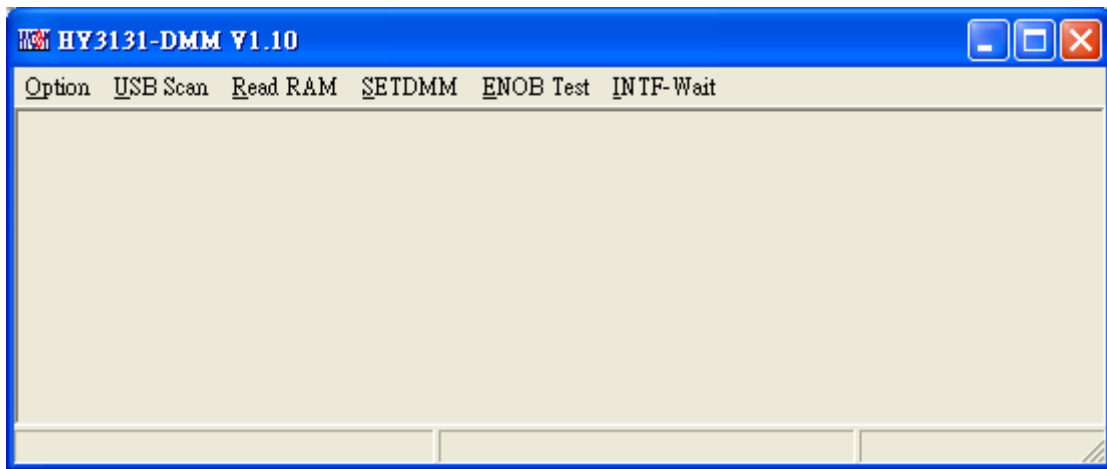 HY3131-DMM V1.10
Option USB Scan Read RAM SETDMM ENOB Test INTF-Wait